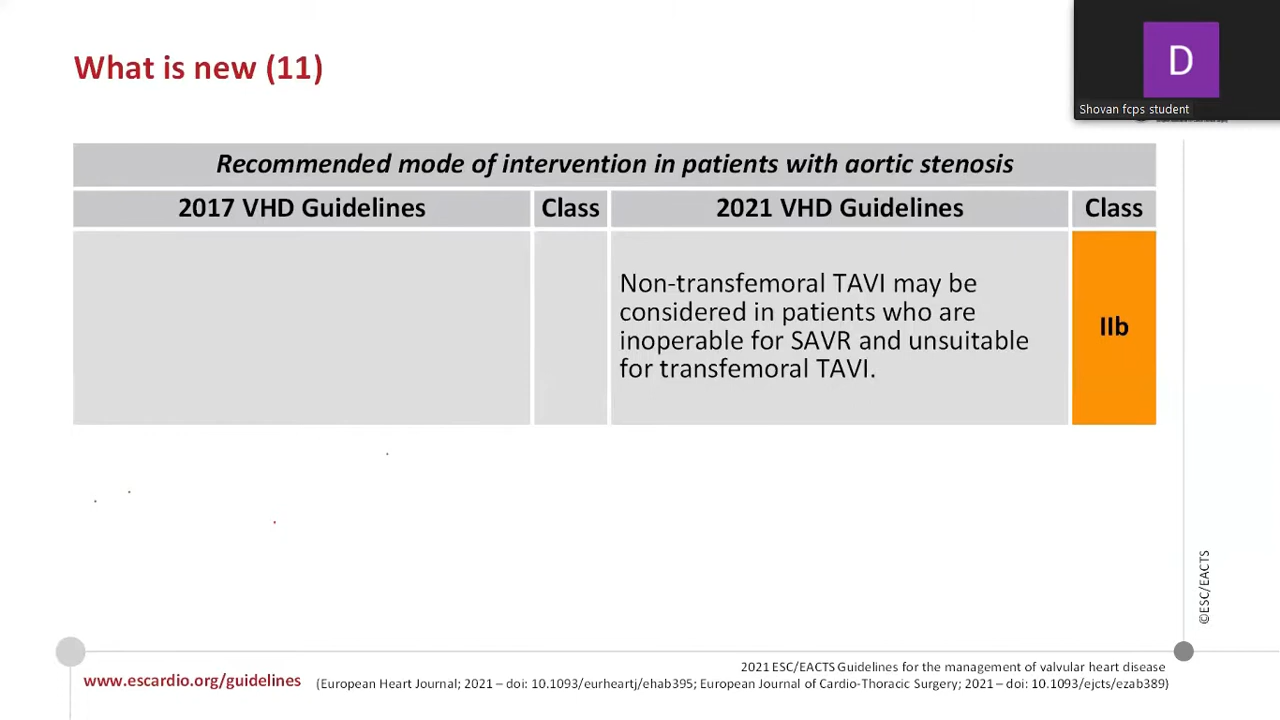 What is new (11)
D
Shovan fcps student
Recommended mode of intervention in patients with aortic stenosis
2017 VHD Guidelines
Class
2021 VHD Guidelines
Class
Non-transfemoral TAVI may be
considered in patients who are
inoperable for SAVR and unsuitable
for transfemoral TAVI.
IIb
©ESC/EACTS
www.escardio.org/guidelines
2021 ESC/EACTS Guidelines for the management of valvular heart disease
(European Heart Journal; 2021 – doi: 10.1093/eurheartj/ehab395; European Journal of Cardio-Thoracic Surgery; 2021 – doi: 10.1093/ejcts/ezab389)